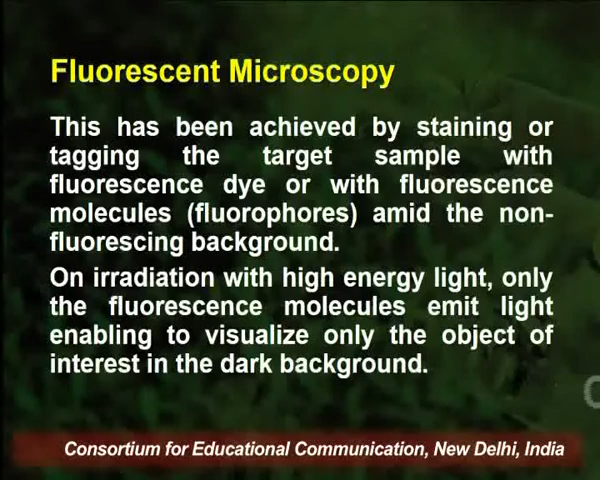 Fluorescent Microscopy
This has been achieved by staining or
tagging the target sample with
fluorescence dye or with fluorescence
molecules (fluorophores) amid the non-
fluorescing background.
On irradiation with high energy light, only
the fluorescence molecules emit light
enabling to visualize only the object of
interest in the dark background.
Consortium for Educational Communication, New Delhi, India